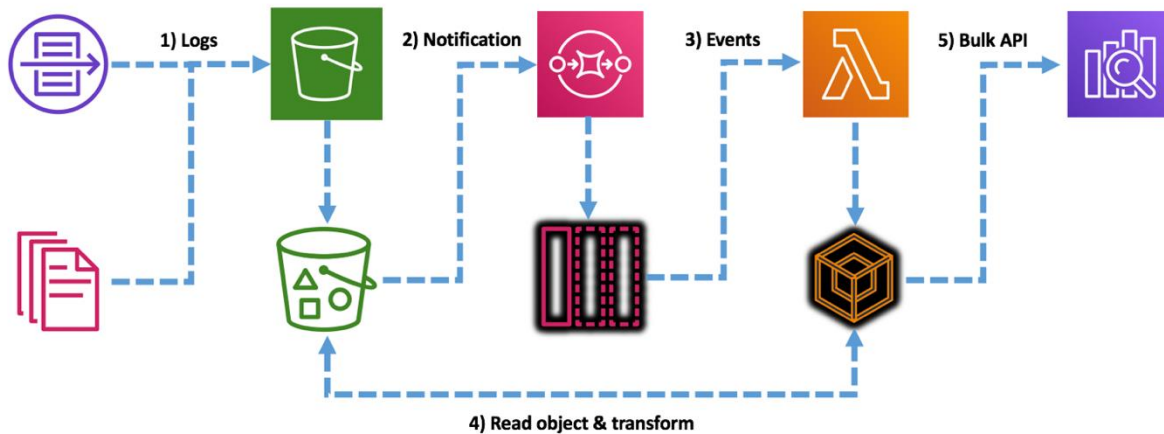 1) Logs
2) Notification
3) Events
5) Bulk API
4) Read object & transform